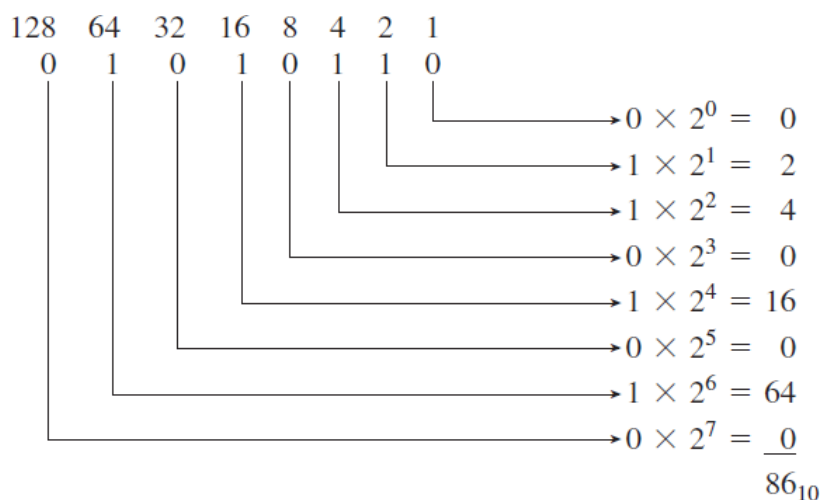 128 64 32 16 8 4 2 1
0 1 0 1 0 1 1 0
0 × 2⁰ = 0
1 × 2¹ = 2
1 × 2² = 4
0 × 2³ = 0
1 × 2⁴ = 16
0 × 2⁵ = 0
1 × 2⁶ = 64
0 × 2⁷ = 0
86₁₀